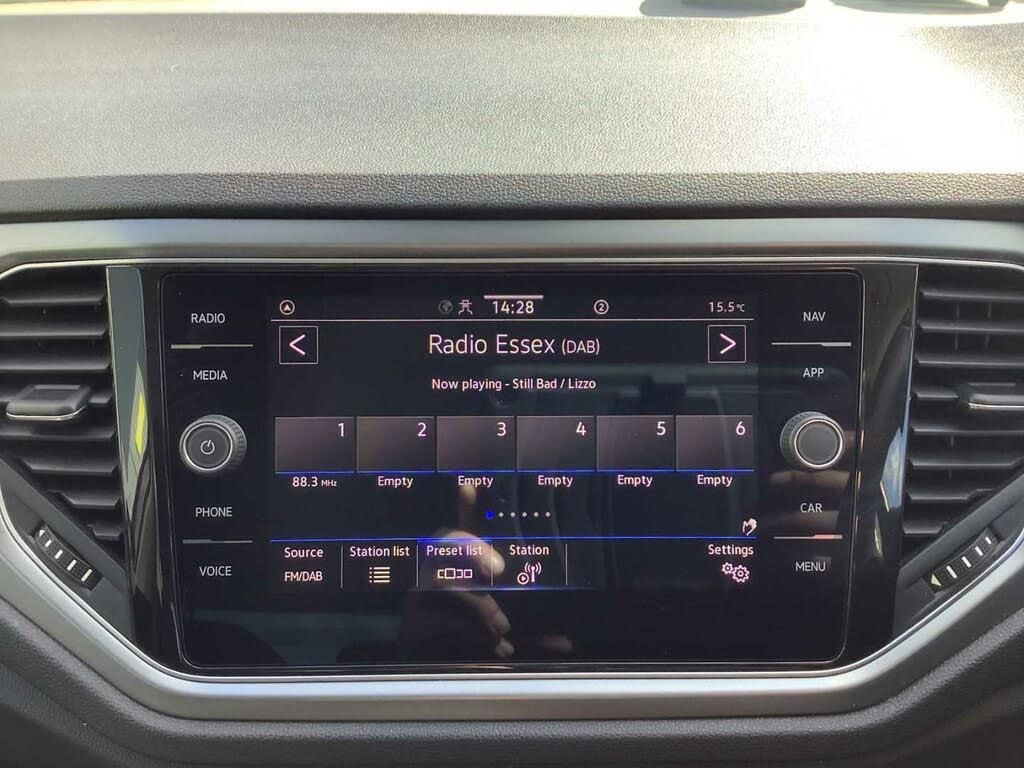 RADIO
MEDIA
PHONE
VOICE
14:28
2
15.5°C
<
Radio Essex (DAB)
>
Now playing - Still Bad / Lizzo
1 2 3 4 5 6
88.3 MHz Empty Empty Empty Empty Empty
Source Station list Preset list Station Settings
FM/DAB
NAV
APP
CAR
MENU